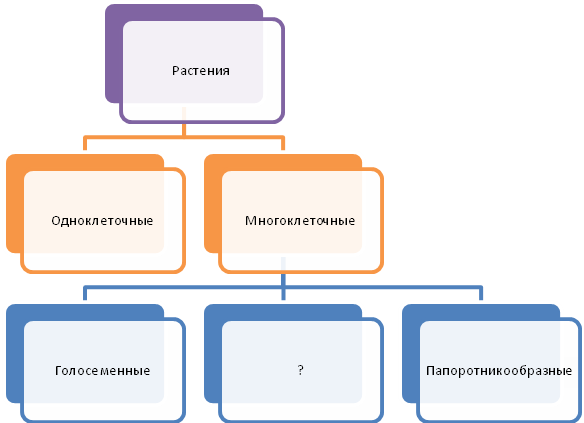 Растения
Одноклеточные
Многоклеточные
Голосеменные
?
Папоротникообразные